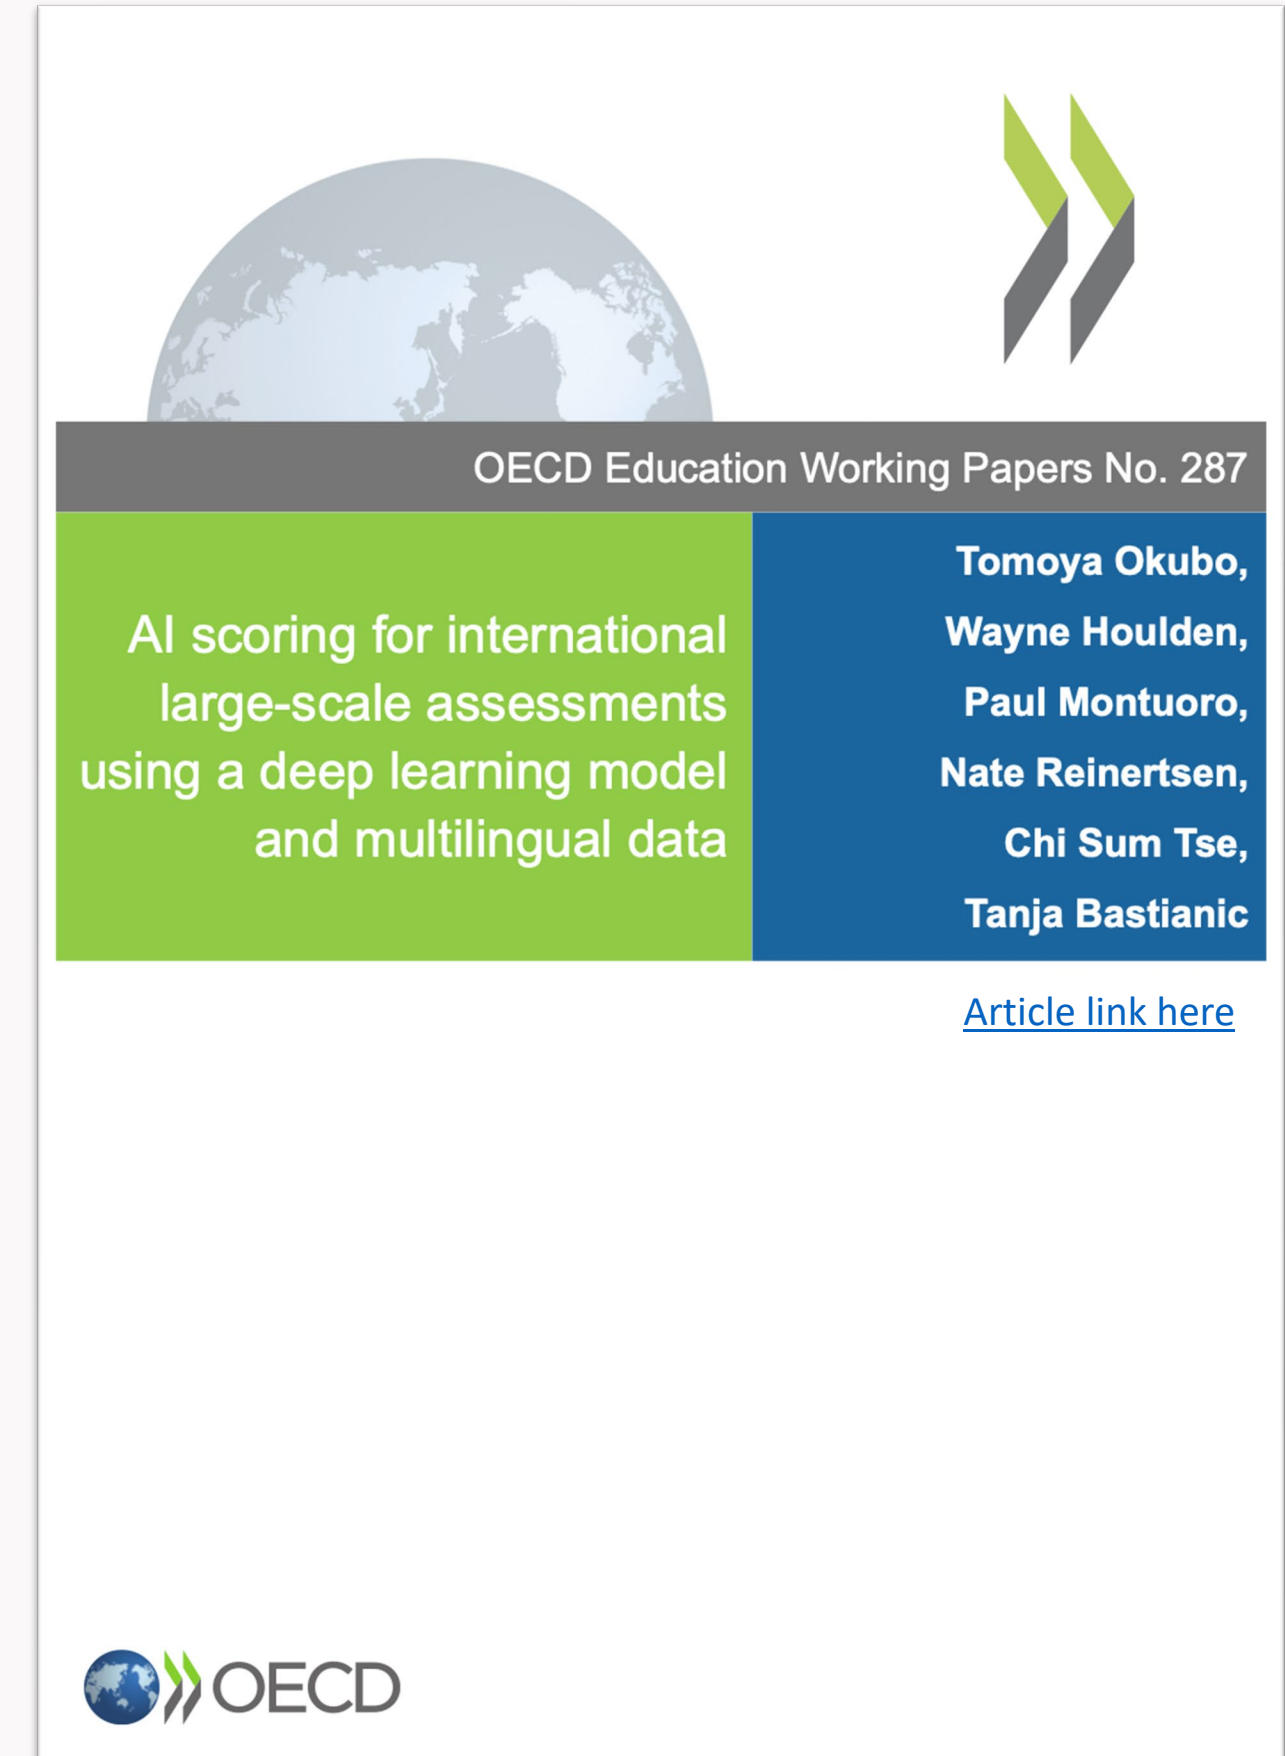 OECD Education Working Papers No. 287
AI scoring for international
large-scale assessments
using a deep learning model
and multilingual data
Tomoya Okubo,
Wayne Houlden,
Paul Montuoro,
Nate Reinertsen,
Chi Sum Tse,
Tanja Bastianic
Article link here
OECD